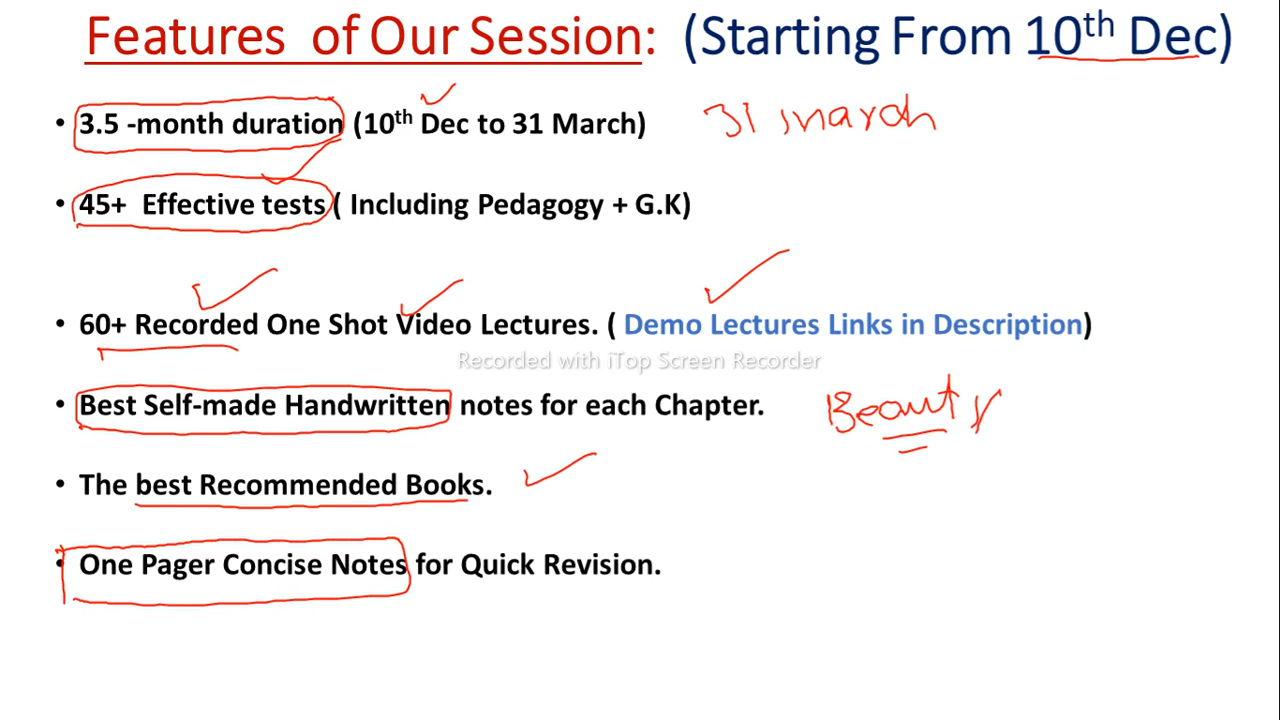 Features of Our Session: (Starting From 10th Dec)
• 3.5 -month duration (10th Dec to 31 March) 31 march
• 45+ Effective tests ( Including Pedagogy + G.K)
• 60+ Recorded One Shot Video Lectures. ( Demo Lectures Links in Description)
Recorded with iTop Screen Recorder
• Best Self-made Handwritten notes for each Chapter. Beauty
• The best Recommended Books.
• One Pager Concise Notes for Quick Revision.